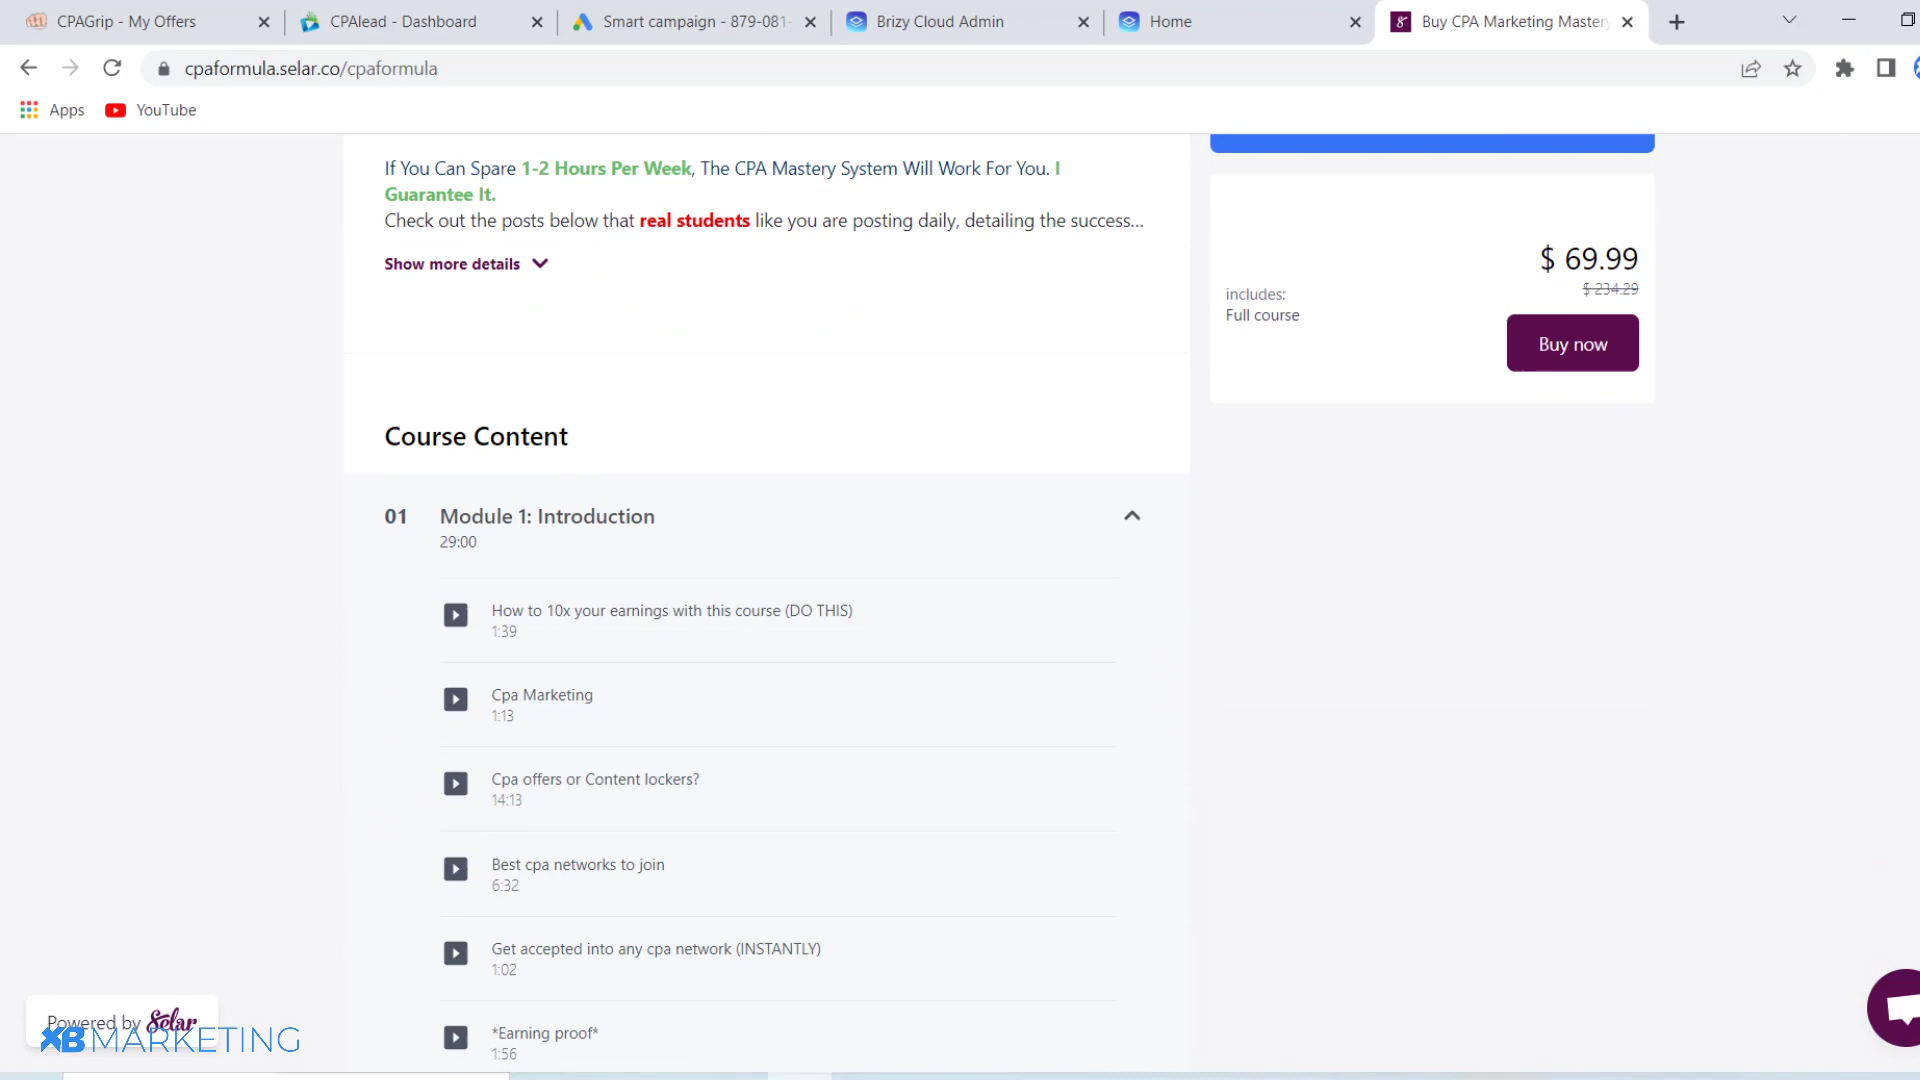 CPAGrip - My Offers
CPAlead - Dashboard
Smart campaign - 879-081-
Brizy Cloud Admin
Home
Buy CPA Marketing Mastery
cpaformula.selar.co/cpaformula
Apps
YouTube
If You Can Spare 1-2 Hours Per Week, The CPA Mastery System Will Work For You. I
Guarantee It.
Check out the posts below that real students like you are posting daily, detailing the success...
Show more details
$ 69.99
$ 234.29
includes:
Full course
Buy now
Course Content
01 Module 1: Introduction
29:00
How to 10x your earnings with this course (DO THIS)
1:39
Cpa Marketing
1:13
Cpa offers or Content lockers?
14:13
Best cpa networks to join
6:32
Get accepted into any cpa network (INSTANTLY)
1:02
*Earning proof*
1:56
Powered by Selar
XB MARKETING